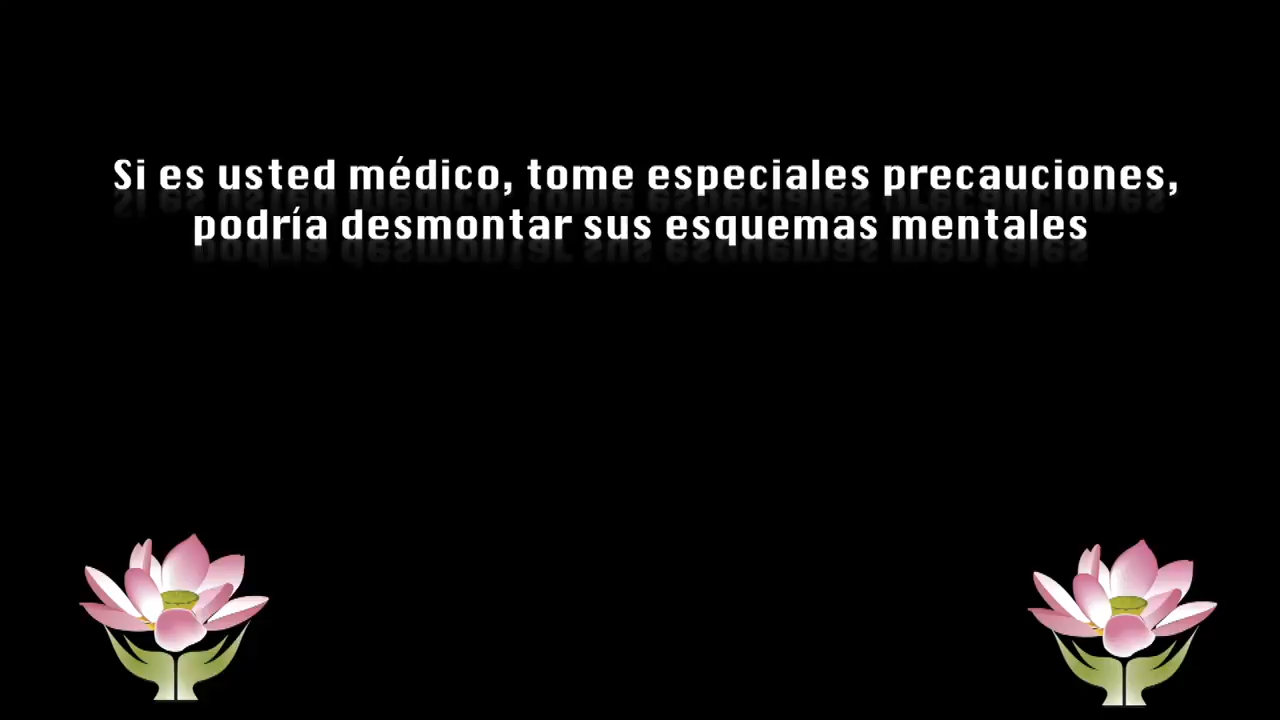 Si es usted médico, tome especiales precauciones,
podría desmontar sus esquemas mentales